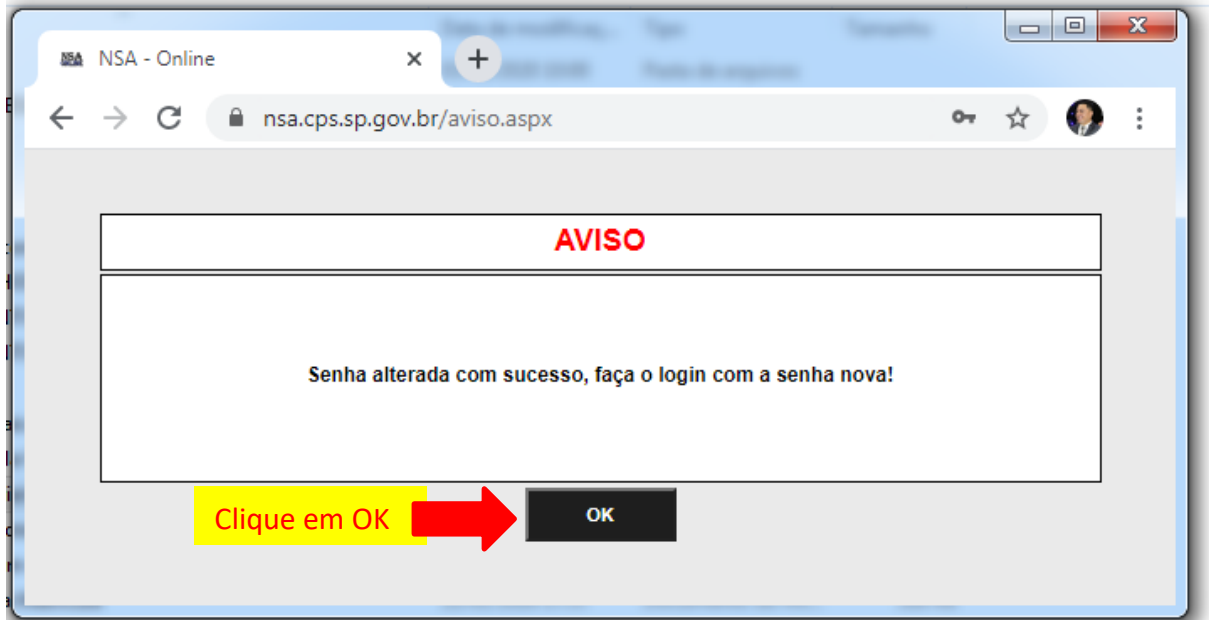 NSA - Online
nsa.cps.sp.gov.br/aviso.aspx
AVISO
Senha alterada com sucesso, faça o login com a senha nova!
Clique em OK
OK